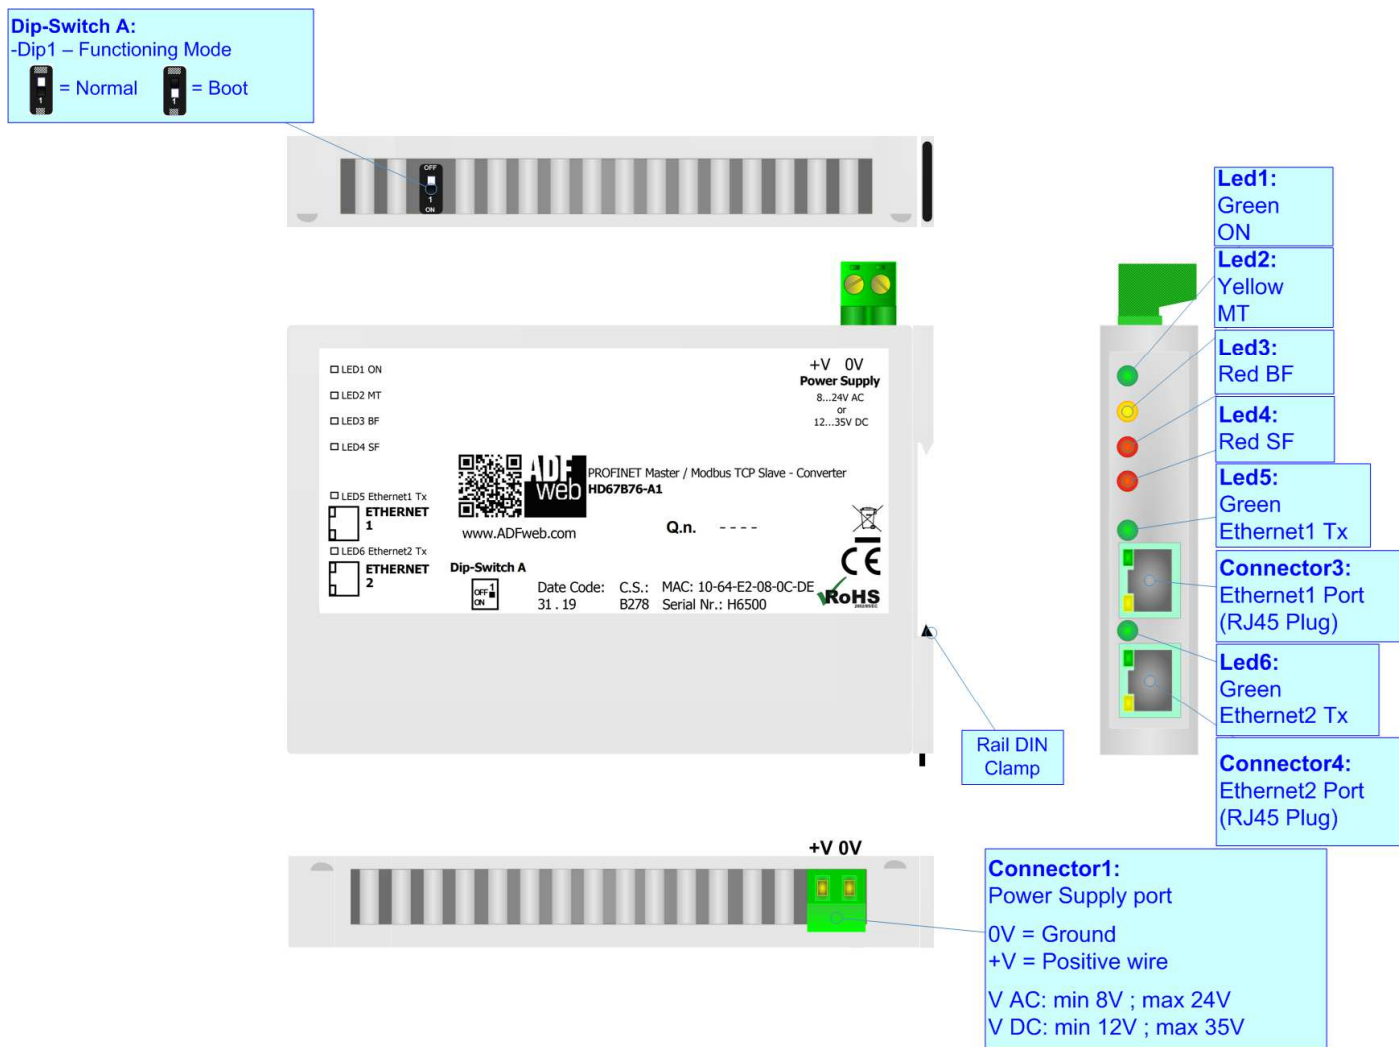 Dip-Switch A:
-Dip1 – Functioning Mode
1
= Normal
1
= Boot
OFF
1
ON
Led1:
Green
ON
Led2:
Yellow
MT
Led3:
Red BF
Led4:
Red SF
Led5:
Green
Ethernet1 Tx
Connector3:
Ethernet1 Port
(RJ45 Plug)
Led6:
Green
Ethernet2 Tx
Connector4:
Ethernet2 Port
(RJ45 Plug)
LED1 ON
LED2 MT
LED3 BF
LED4 SF
LED5 Ethernet1 Tx
ETHERNET
1
LED6 Ethernet2 Tx
ETHERNET
2
+V 0V
Power Supply
8...24V AC
or
12...35V DC
ADF
web
PROFINET Master / Modbus TCP Slave - Converter
HD67B76-A1
www.ADFweb.com
Q.n. - - - -
CE
RoHS
Dip-Switch A
OFF 1
ON
Date Code: C.S.: MAC: 10-64-E2-08-0C-DE
31 . 19 B278 Serial Nr.: H6500
Rail DIN
Clamp
+V 0V
Connector1:
Power Supply port
0V = Ground
+V = Positive wire
V AC: min 8V ; max 24V
V DC: min 12V ; max 35V